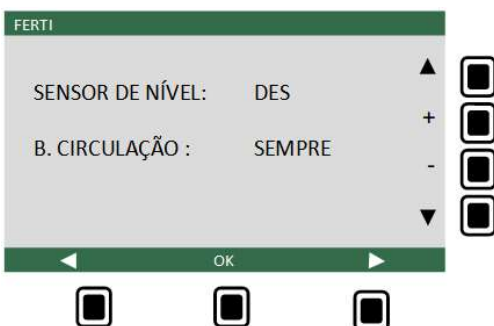 FERTI
SENSOR DE NÍVEL: DES
B. CIRCULAÇÃO : SEMPRE
+
-
OK